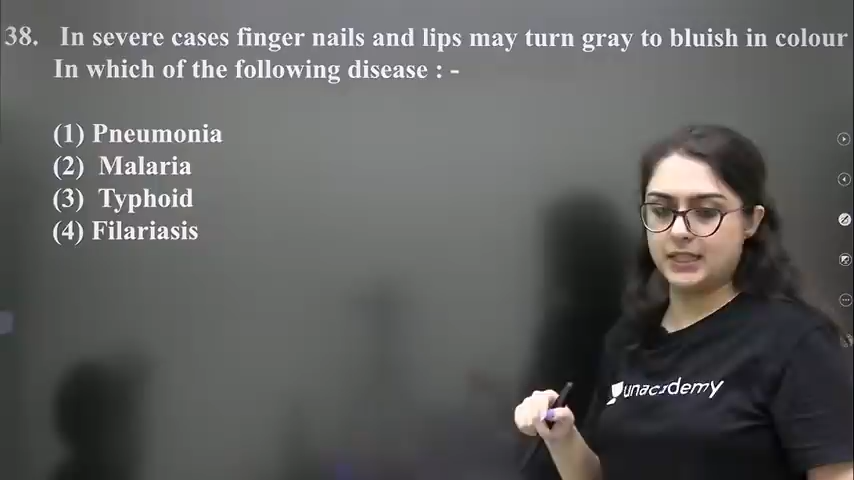 38. In severe cases finger nails and lips may turn gray to bluish in colour
In which of the following disease : -
(1) Pneumonia
(2) Malaria
(3) Typhoid
(4) Filariasis
unacademy